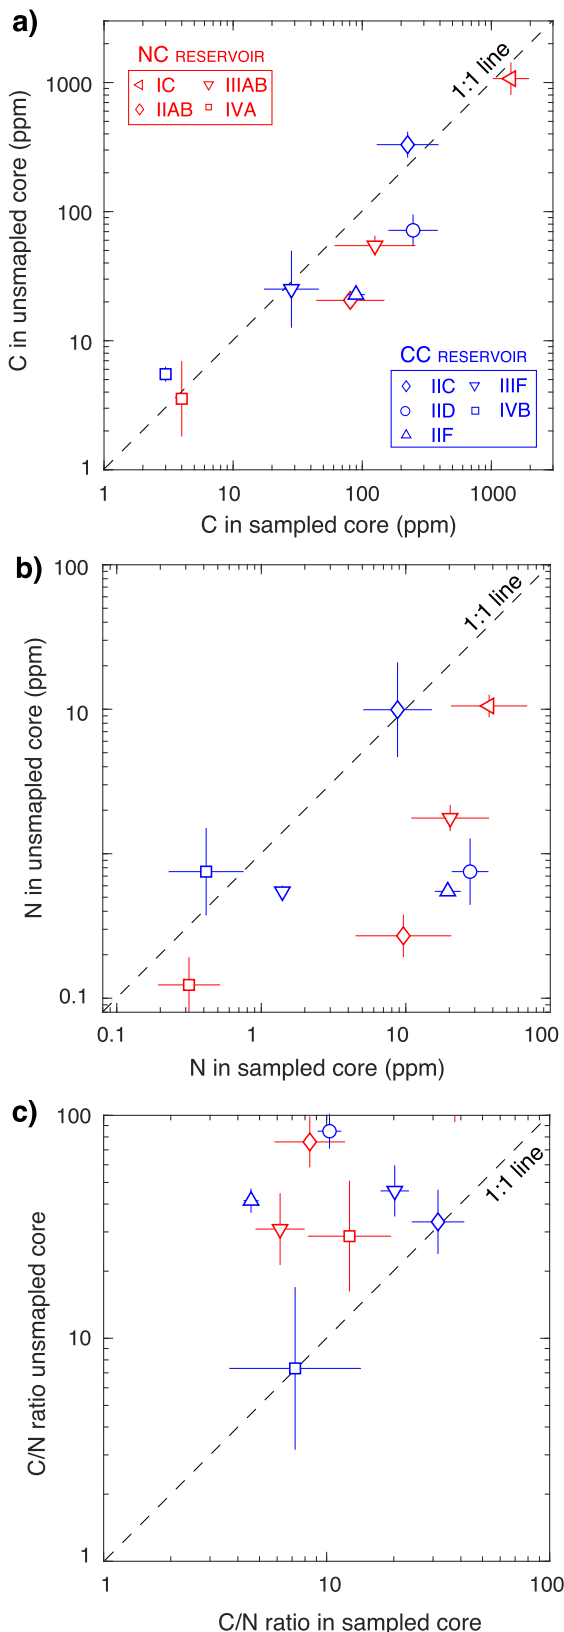 a)
NC RESERVOIR
IC IIIAB
IIAB IVA
1:1 line
1000
100
10
1
C in unsmapled core (ppm)
CC RESERVOIR
IIC IIIF
IID IVB
IIF
1 10 100 1000
C in sampled core (ppm)
b)
100
10
0.1
N in unsmapled core (ppm)
1:1 line
0.1 1 10 100
N in sampled core (ppm)
c)
100
10
1
C/N ratio unsmapled core
1:1 line
1 10 100
C/N ratio in sampled core